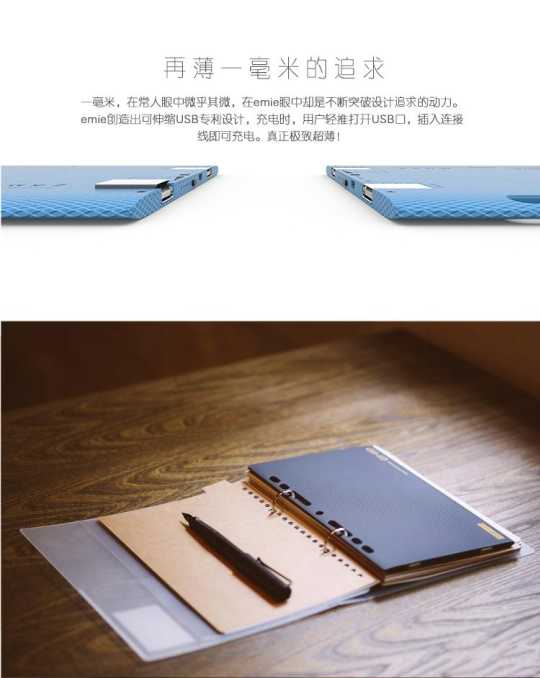 再薄一毫米的追求
一毫米，在常人眼中微乎其微，在emie眼中却是不断突破设计追求的动力。
emie创造出可伸缩USB专利设计，充电时，用户轻推打开USB口，插入连接
线即可充电。真正极致超薄！